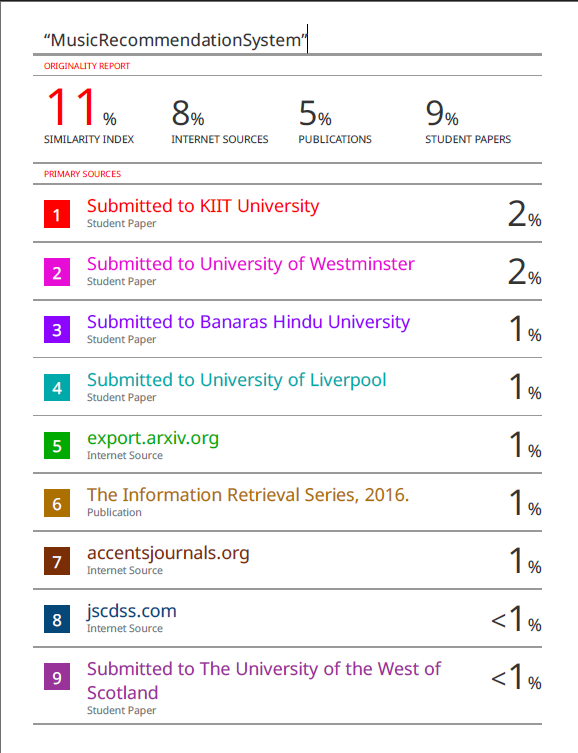 “MusicRecommendationSystem”
ORIGINALITY REPORT
11% 8% 5% 9%
SIMILARITY INDEX INTERNET SOURCES PUBLICATIONS STUDENT PAPERS
PRIMARY SOURCES
1 Submitted to KIIT University 2%
Student Paper
2 Submitted to University of Westminster 2%
Student Paper
3 Submitted to Banaras Hindu University 1%
Student Paper
4 Submitted to University of Liverpool 1%
Student Paper
5 export.arxiv.org 1%
Internet Source
6 The Information Retrieval Series, 2016. 1%
Publication
7 accentsjournals.org 1%
Internet Source
8 jscdss.com <1%
Internet Source
9 Submitted to The University of the West of <1%
Scotland
Student Paper